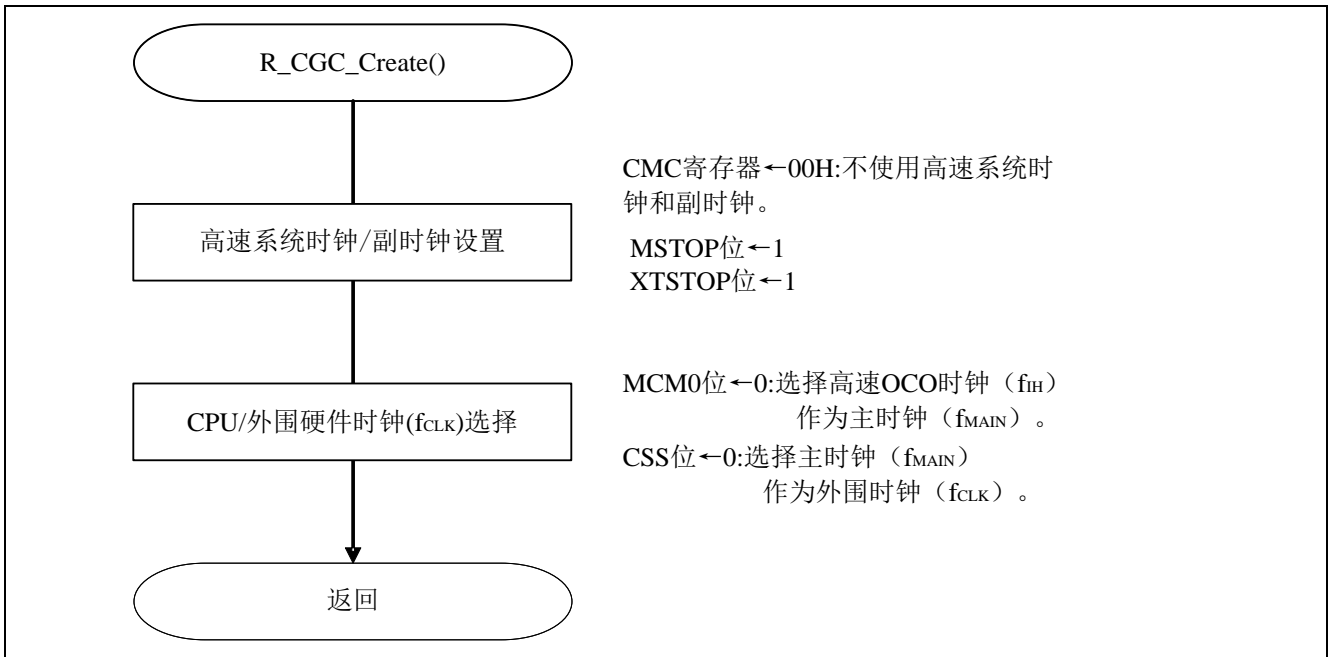 R_CGC_Create()
CMC寄存器←00H:不使用高速系统时
钟和副时钟。
高速系统时钟/副时钟设置
MSTOP位←1
XTSTOP位←1
MCM0位←0:选择高速OCO时钟（fIH）
作为主时钟（fMAIN）。
CPU/外围硬件时钟(fCLK)选择
CSS位←0:选择主时钟（fMAIN）
作为外围时钟（fCLK）。
返回